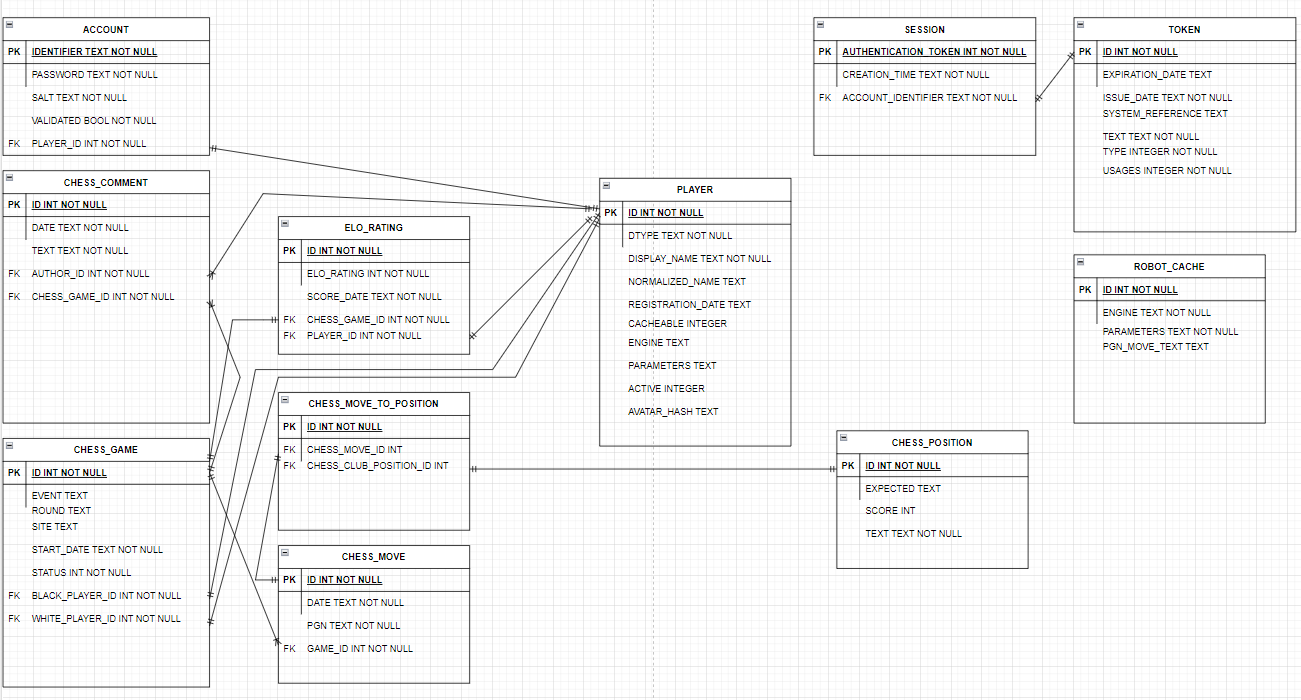 ACCOUNT
PK IDENTIFIER TEXT NOT NULL
PASSWORD TEXT NOT NULL
SALT TEXT NOT NULL
VALIDATED BOOL NOT NULL
FK PLAYER_ID INT NOT NULL
CHESS_COMMENT
PK ID INT NOT NULL
DATE TEXT NOT NULL
TEXT TEXT NOT NULL
FK AUTHOR_ID INT NOT NULL
FK CHESS_GAME_ID INT NOT NULL
CHESS_GAME
PK ID INT NOT NULL
EVENT TEXT
ROUND TEXT
SITE TEXT
START_DATE TEXT NOT NULL
STATUS INT NOT NULL
FK BLACK_PLAYER_ID INT NOT NULL
FK WHITE_PLAYER_ID INT NOT NULL
ELO_RATING
PK ID INT NOT NULL
ELO_RATING INT NOT NULL
SCORE_DATE TEXT NOT NULL
FK CHESS_GAME_ID INT NOT NULL
FK PLAYER_ID INT NOT NULL
CHESS_MOVE_TO_POSITION
PK ID INT NOT NULL
FK CHESS_MOVE_ID INT
FK CHESS_CLUB_POSITION_ID INT
CHESS_MOVE
PK ID INT NOT NULL
DATE TEXT NOT NULL
PGN TEXT NOT NULL
FK GAME_ID INT NOT NULL
PLAYER
PK ID INT NOT NULL
DTYPE TEXT NOT NULL
DISPLAY_NAME TEXT NOT NULL
NORMALIZED_NAME TEXT
REGISTRATION_DATE TEXT
CACHEABLE INTEGER
ENGINE TEXT
PARAMETERS TEXT
ACTIVE INTEGER
AVATAR_HASH TEXT
SESSION
PK AUTHENTICATION_TOKEN INT NOT NULL
CREATION_TIME TEXT NOT NULL
FK ACCOUNT_IDENTIFIER TEXT NOT NULL
TOKEN
PK ID INT NOT NULL
EXPIRATION_DATE TEXT
ISSUE_DATE TEXT NOT NULL
SYSTEM_REFERENCE TEXT
TEXT TEXT NOT NULL
TYPE INTEGER NOT NULL
USAGES INTEGER NOT NULL
ROBOT_CACHE
PK ID INT NOT NULL
ENGINE TEXT NOT NULL
PARAMETERS TEXT NOT NULL
PGN_MOVE_TEXT TEXT
CHESS_POSITION
PK ID INT NOT NULL
EXPECTED TEXT
SCORE INT
TEXT TEXT NOT NULL